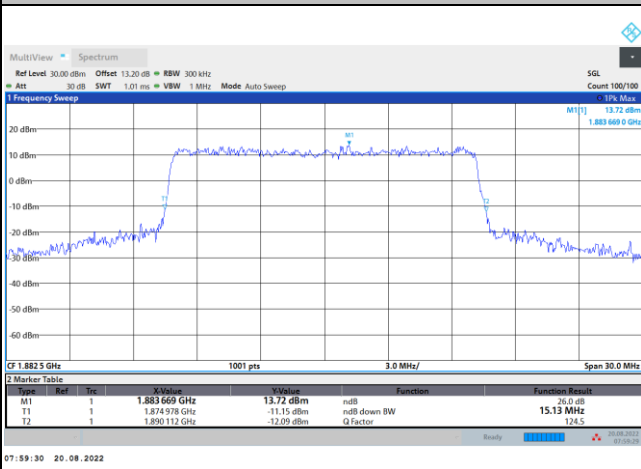 MultiView Spectrum
Ref Level 30.00 dBm Offset 13.20 dB RBW 300 kHz SGL
Att 30 dB SWT 1.01 ms VBW 1 MHz Mode Auto Sweep Count 100/100
1 Frequency Sweep 1Pk Max
M1[1] 13.72 dBm
1.883 669 0 GHz
20 dBm
M1
10 dBm
0 dBm
T1
T2
-10 dBm
-20 dBm
-30 dBm
-40 dBm
-50 dBm
-60 dBm
CF 1.882 5 GHz 1001 pts 3.0 MHz/ Span 30.0 MHz
2 Marker Table
Type Ref Trc X-Value Y-Value Function Function Result
M1 1 1.883 669 GHz 13.72 dBm ndB 26.0 dB
T1 1 1.874 978 GHz -11.15 dBm ndB down BW 15.13 MHz
T2 1 1.890 112 GHz -12.09 dBm Q Factor 124.5
Ready 20.08.2022
07:59:29
07:59:30 20.08.2022